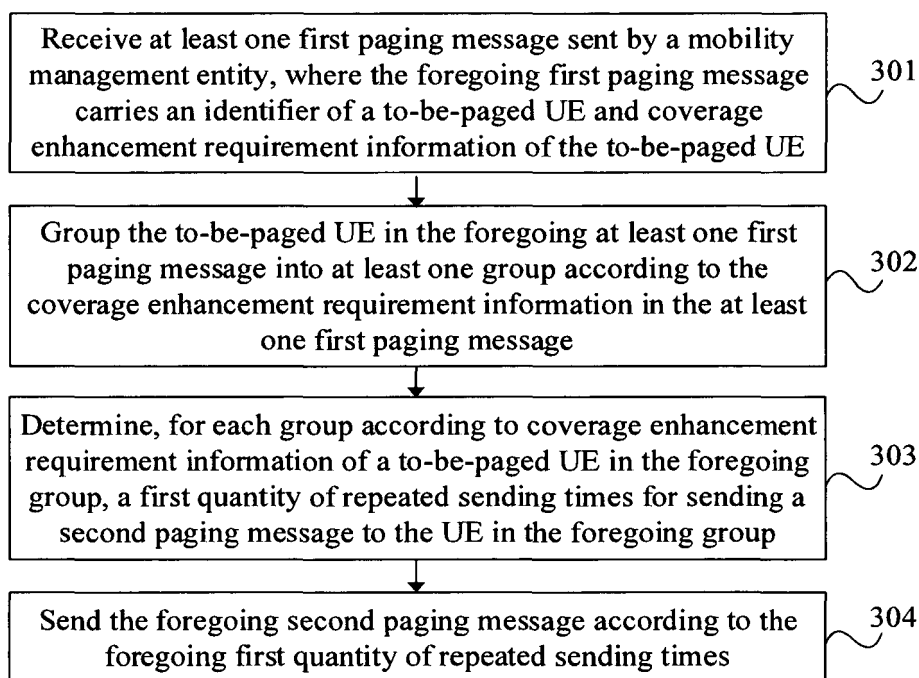 Receive at least one first paging message sent by a mobility
management entity, where the foregoing first paging message
carries an identifier of a to-be-paged UE and coverage
enhancement requirement information of the to-be-paged UE
301
Group the to-be-paged UE in the foregoing at least one first
paging message into at least one group according to the
coverage enhancement requirement information in the at least
one first paging message
302
Determine, for each group according to coverage enhancement
requirement information of a to-be-paged UE in the foregoing
group, a first quantity of repeated sending times for sending a
second paging message to the UE in the foregoing group
303
Send the foregoing second paging message according to the
foregoing first quantity of repeated sending times
304